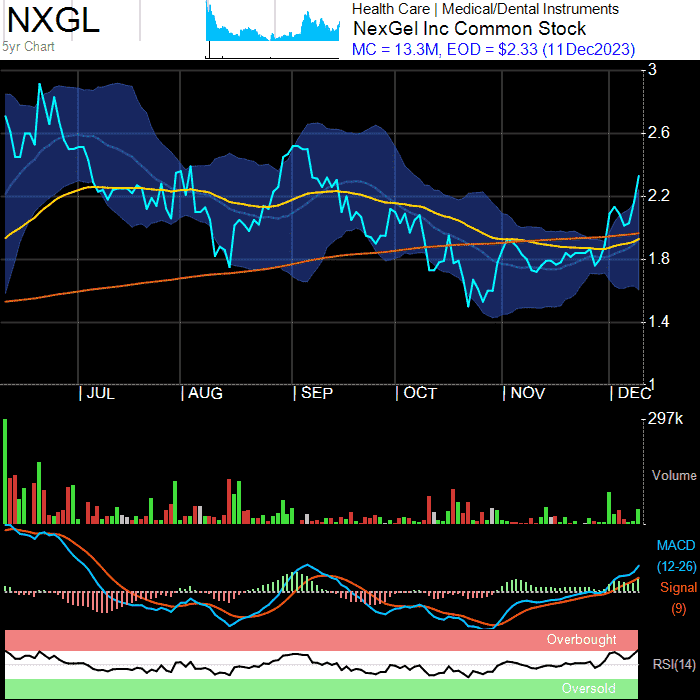 NXGL
5yr Chart
Health Care | Medical/Dental Instruments
NexGel Inc Common Stock
MC = 13.3M, EOD = $2.33 (11Dec2023)
3
2.6
2.2
1.8
1.4
1
JUL AUG SEP OCT NOV DEC
297k
Volume
MACD
(12-26)
Signal
(9)
Overbought
RSI(14)
Oversold